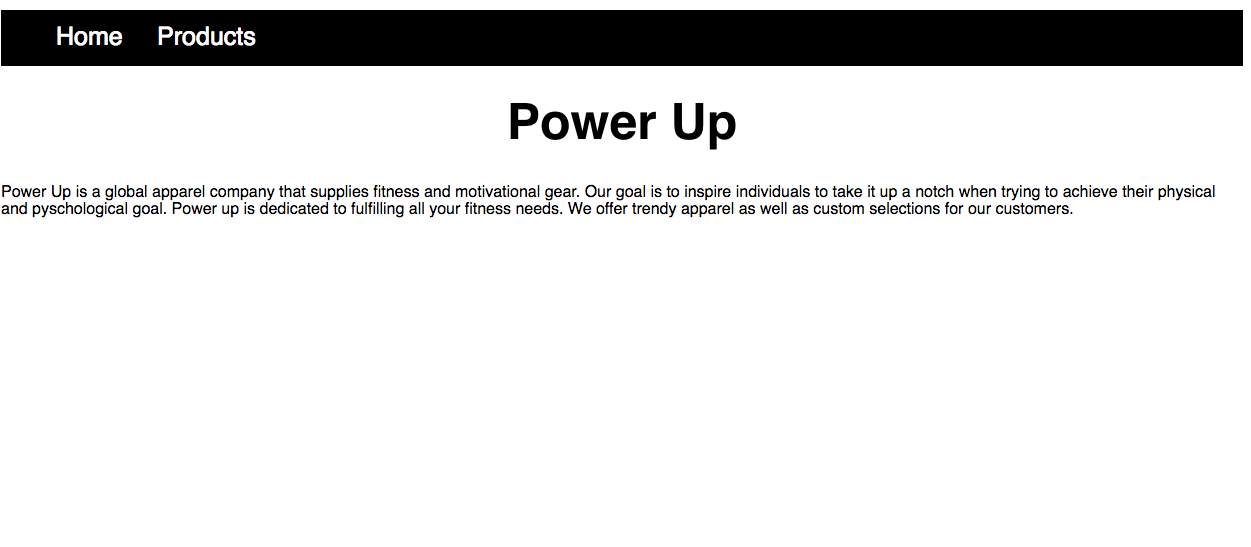 Home Products
Power Up
Power Up is a global apparel company that supplies fitness and motivational gear. Our goal is to inspire individuals to take it up a notch when trying to achieve their physical
and pyschological goal. Power up is dedicated to fulfilling all your fitness needs. We offer trendy apparel as well as custom selections for our customers.